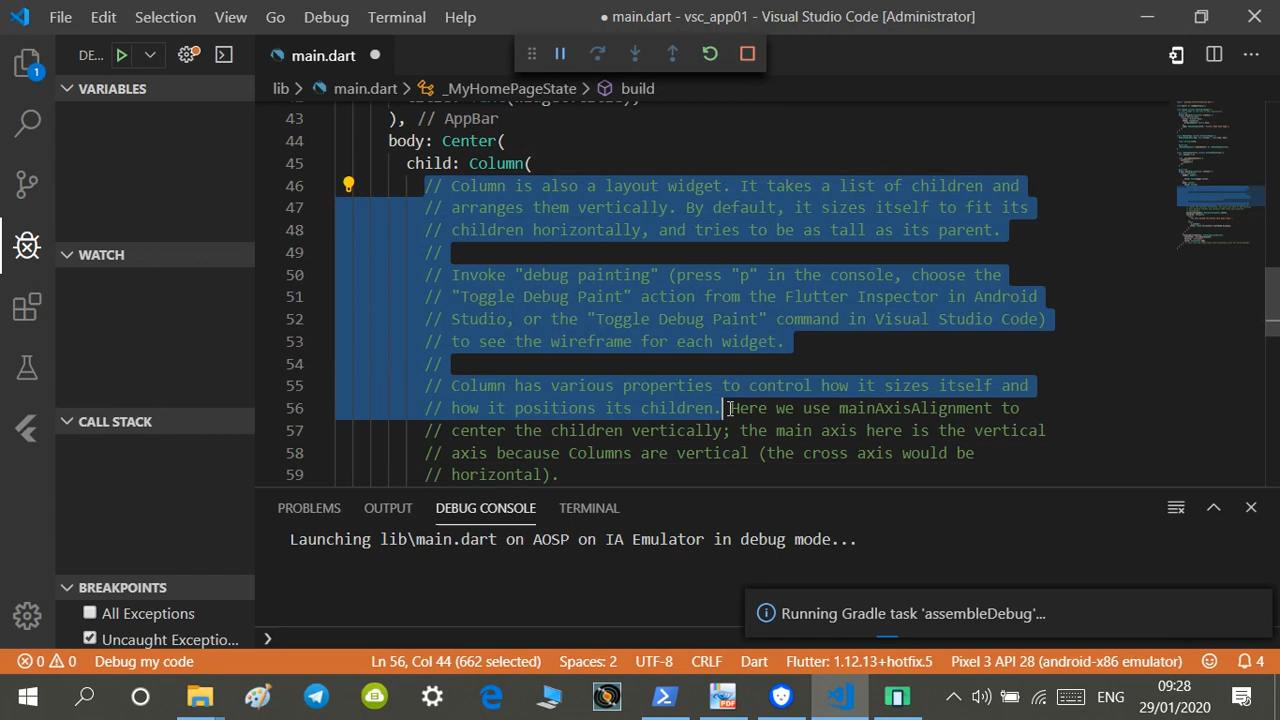 File Edit Selection View Go Debug Terminal Help
● main.dart - vsc_app01 - Visual Studio Code [Administrator]
DE...
main.dart ●
lib > main.dart > _MyHomePageState > build
VARIABLES
WATCH
CALL STACK
BREAKPOINTS
All Exceptions
Uncaught Exceptio...
43 ), // AppBar
44 body: Center(
45 child: Column(
46 // Column is also a layout widget. It takes a list of children and
47 // arranges them vertically. By default, it sizes itself to fit its
48 // children horizontally, and tries to be as tall as its parent.
49 //
50 // Invoke "debug painting" (press "p" in the console, choose the
51 // "Toggle Debug Paint" action from the Flutter Inspector in Android
52 // Studio, or the "Toggle Debug Paint" command in Visual Studio Code)
53 // to see the wireframe for each widget.
54 //
55 // Column has various properties to control how it sizes itself and
56 // how it positions its children. Here we use mainAxisAlignment to
57 // center the children vertically; the main axis here is the vertical
58 // axis because Columns are vertical (the cross axis would be
59 // horizontal).
PROBLEMS OUTPUT DEBUG CONSOLE TERMINAL
Launching lib\main.dart on AOSP on IA Emulator in debug mode...
Running Gradle task 'assembleDebug'...
1
0 0 Debug my code Ln 56, Col 44 (662 selected) Spaces: 2 UTF-8 CRLF Dart Flutter: 1.12.13+hotfix.5 Pixel 3 API 28 (android-x86 emulator) 4
ENG
09:28
29/01/2020